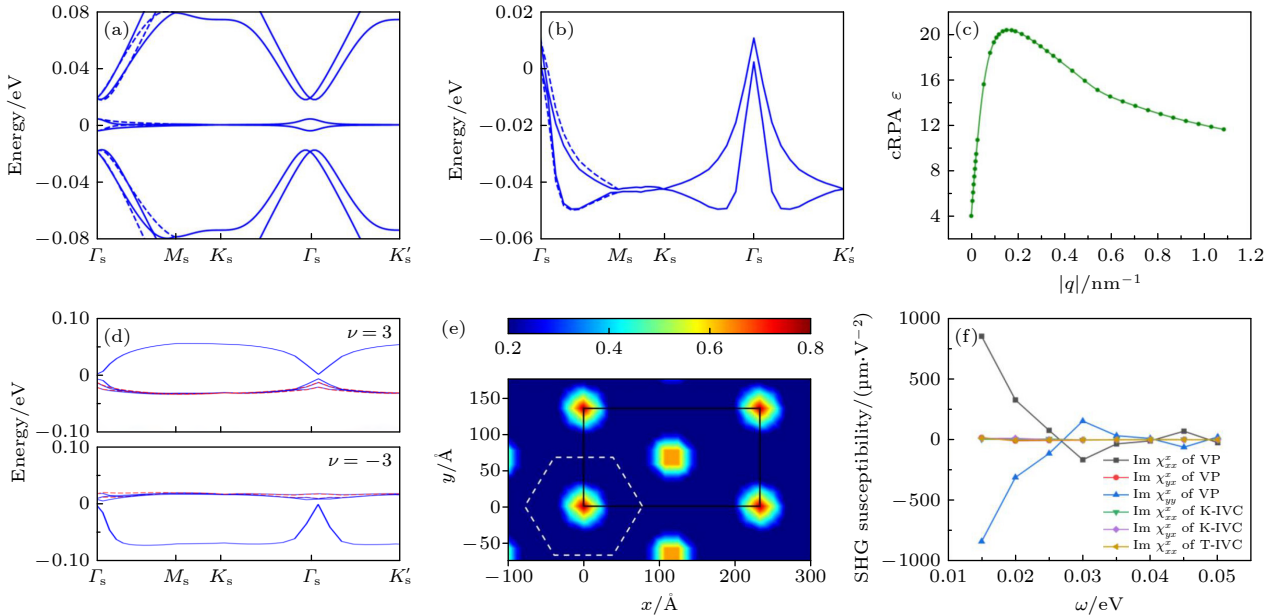 (a)
0.08
0.04
0
−0.04
−0.08
Energy/eV
Γs
Ms
Ks
Γs
K′s
(b)
0.02
0
−0.02
−0.04
−0.06
Energy/eV
Γs
Ms
Ks
Γs
K′s
(c)
20
16
12
8
4
cRPA ε
0
0.2
0.4
0.6
0.8
1.0
1.2
|q|/nm−1
(d)
ν = 3
0.10
0
−0.10
Energy/eV
ν = −3
0.10
0
−0.10
Γs
Ms
Ks
Γs
K′s
(e)
0.2
0.4
0.6
0.8
150
100
50
0
−50
y/Å
−100
0
100
200
300
x/Å
(f)
1000
500
0
−500
−1000
SHG susceptibility/(μm·V−2)
Im χxxx of VP
Im χxyx of VP
Im χxyy of VP
Im χxxx of K-IVC
Im χxyx of K-IVC
Im χxxx of T-IVC
0.01
0.02
0.03
0.04
0.05
ω/eV